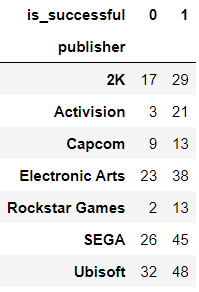 is_successful 0 1
publisher
2K 17 29
Activision 3 21
Capcom 9 13
Electronic Arts 23 38
Rockstar Games 2 13
SEGA 26 45
Ubisoft 32 48